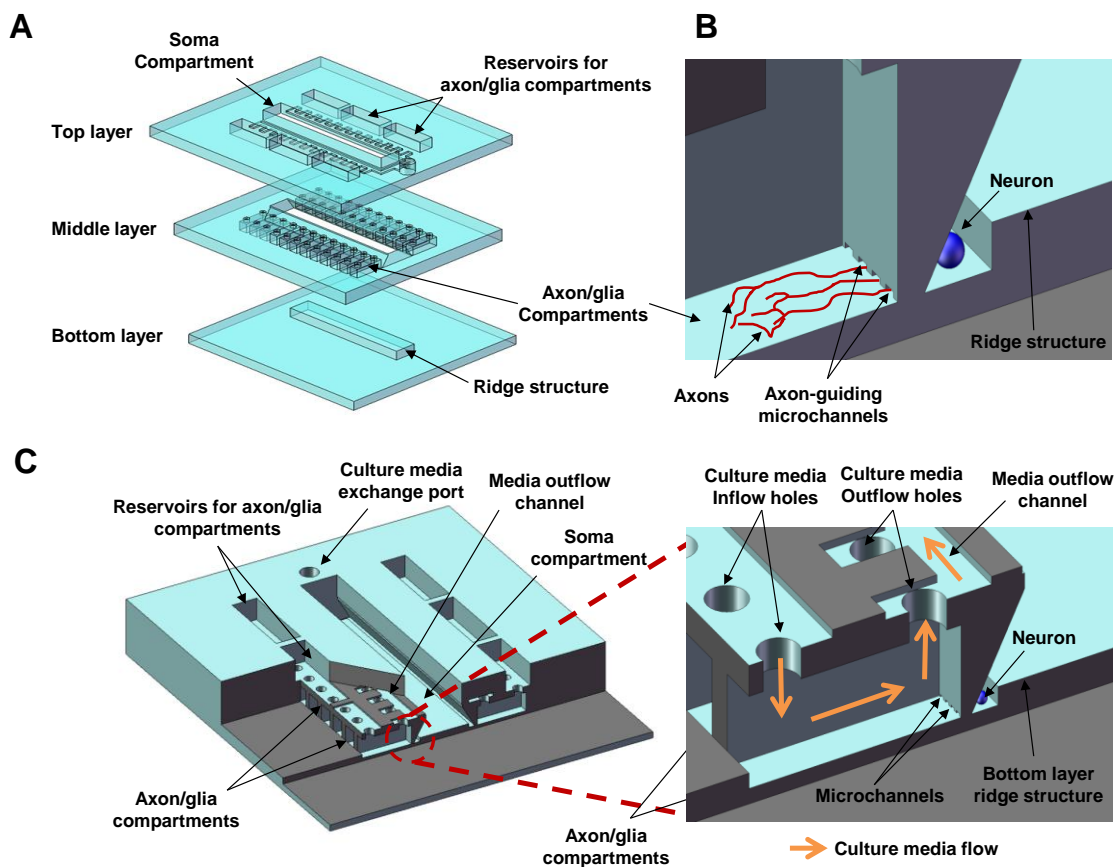 A
Soma
Compartment
Reservoirs for
axon/glia compartments
Top layer
Middle layer
Axon/glia
Compartments
Bottom layer
Ridge structure
B
Neuron
Ridge structure
Axons
Axon-guiding
microchannels
C
Culture media
exchange port
Media outflow
channel
Reservoirs for axon/glia
compartments
Soma
compartment
Axon/glia
compartments
Culture media
Inflow holes
Culture media
Outflow holes
Media outflow
channel
Neuron
Microchannels
Bottom layer
ridge structure
Axon/glia
compartments
Culture media flow